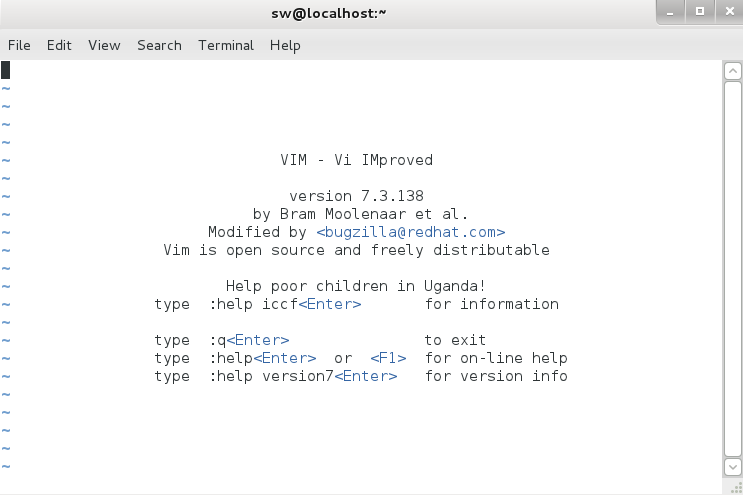 sw@localhost:~
File Edit View Search Terminal Help
~
~
~
~
VIM - Vi IMproved
~
~
version 7.3.138
~
by Bram Moolenaar et al.
~
Modified by <bugzilla@redhat.com>
~
Vim is open source and freely distributable
~
~
Help poor children in Uganda!
~
type :help iccf<Enter> for information
~
~
type :q<Enter> to exit
~
type :help<Enter> or <F1> for on-line help
~
type :help version7<Enter> for version info
~
~
~
~
~